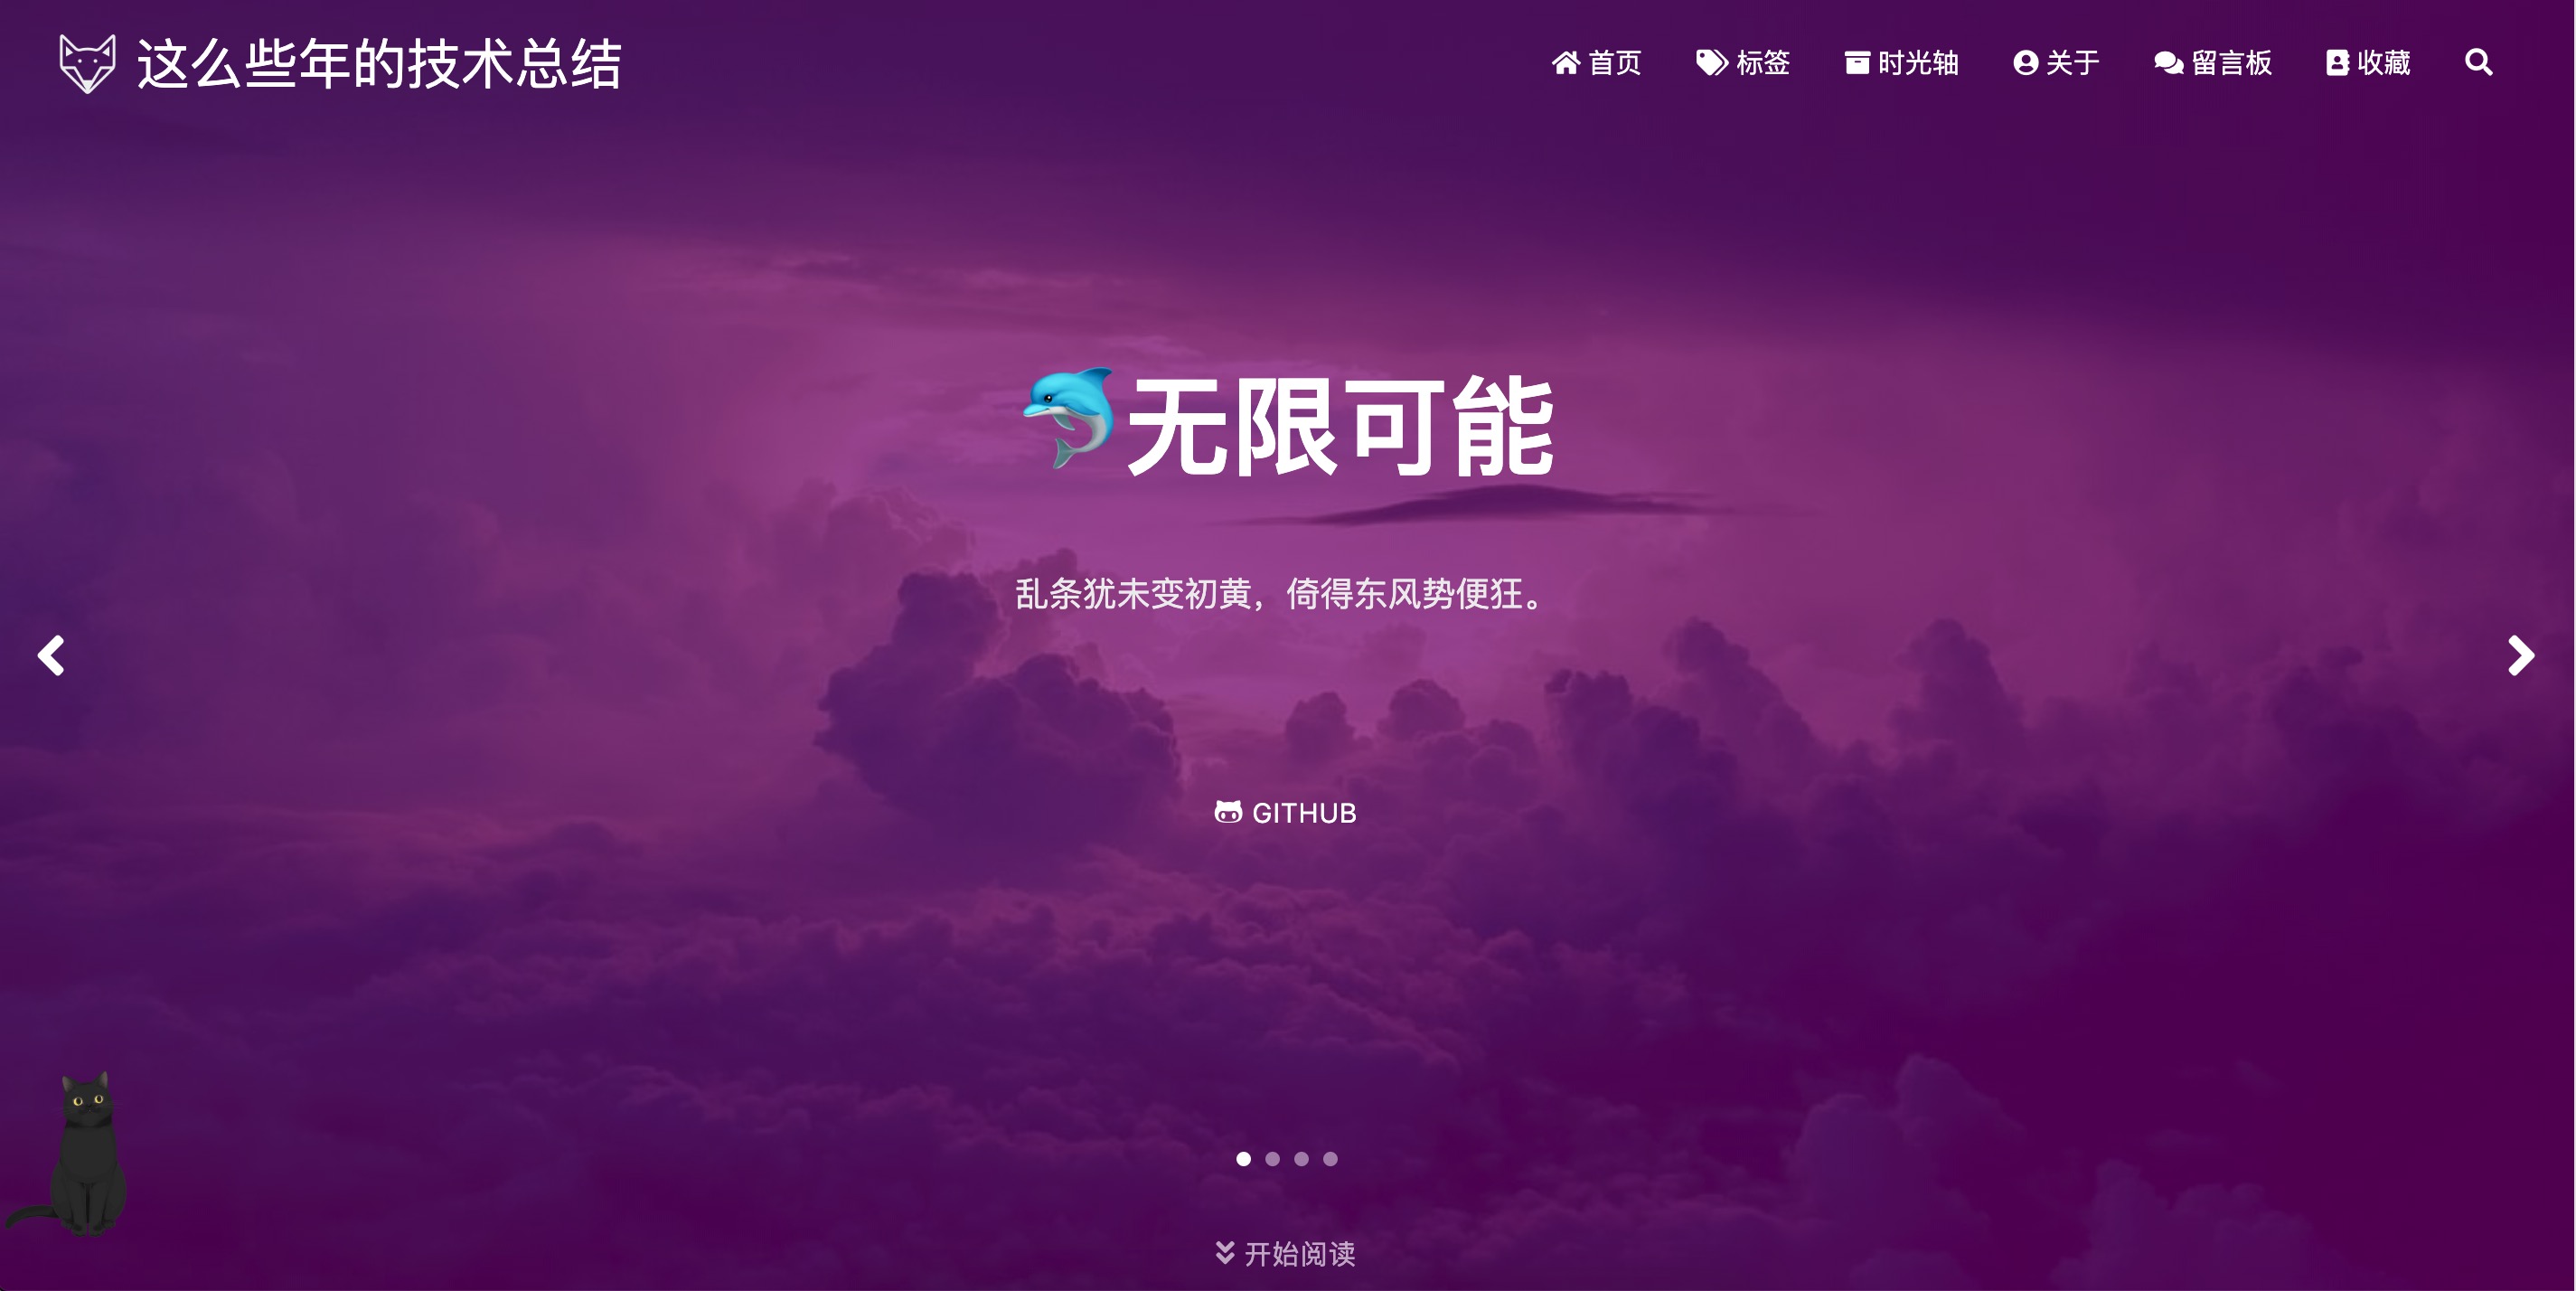 这么些年的技术总结
首页 标签 时光轴 关于 留言板 收藏
🐬无限可能
乱条犹未变初黄，倚得东风势便狂。
GITHUB
开始阅读